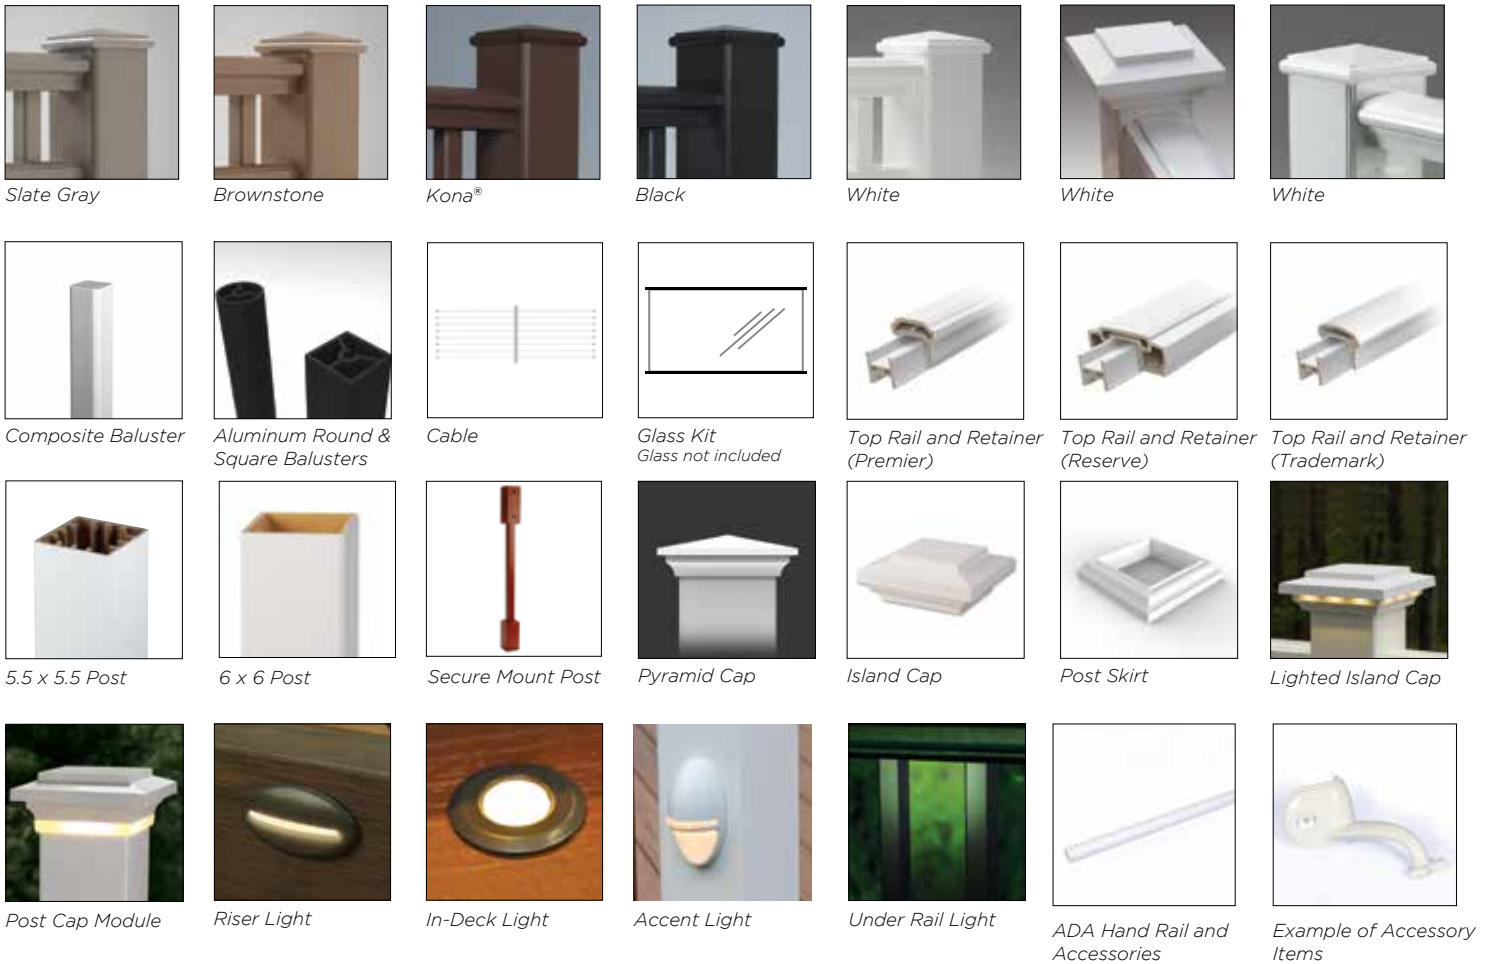 Slate Gray
Brownstone
Kona®
Black
White
White
White
Composite Baluster
Aluminum Round &
Square Balusters
Cable
Glass Kit
Glass not included
Top Rail and Retainer
(Premier)
Top Rail and Retainer
(Reserve)
Top Rail and Retainer
(Trademark)
5.5 x 5.5 Post
6 x 6 Post
Secure Mount Post
Pyramid Cap
Island Cap
Post Skirt
Lighted Island Cap
Post Cap Module
Riser Light
In-Deck Light
Accent Light
Under Rail Light
ADA Hand Rail and
Accessories
Example of Accessory
Items